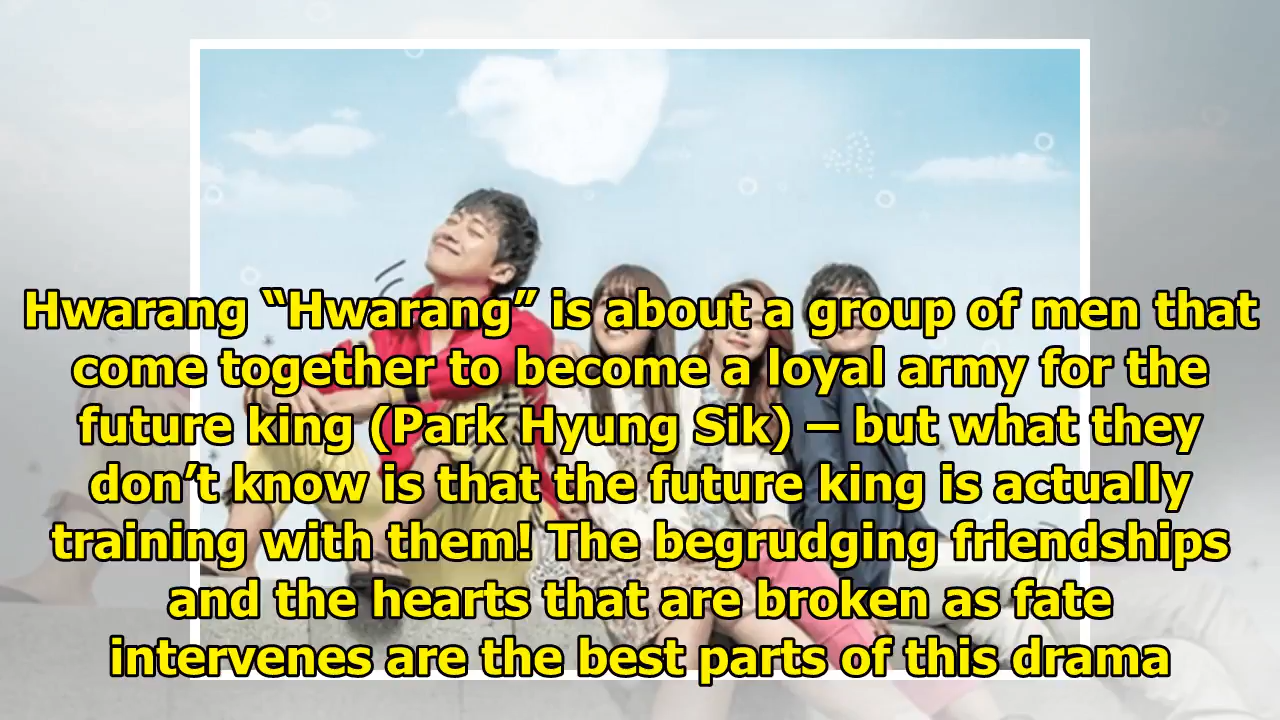 Hwarang “Hwarang” is about a group of men that
come together to become a loyal army for the
future king (Park Hyung Sik) – but what they
don’t know is that the future king is actually
training with them! The begrudging friendships
and the hearts that are broken as fate
intervenes are the best parts of this drama